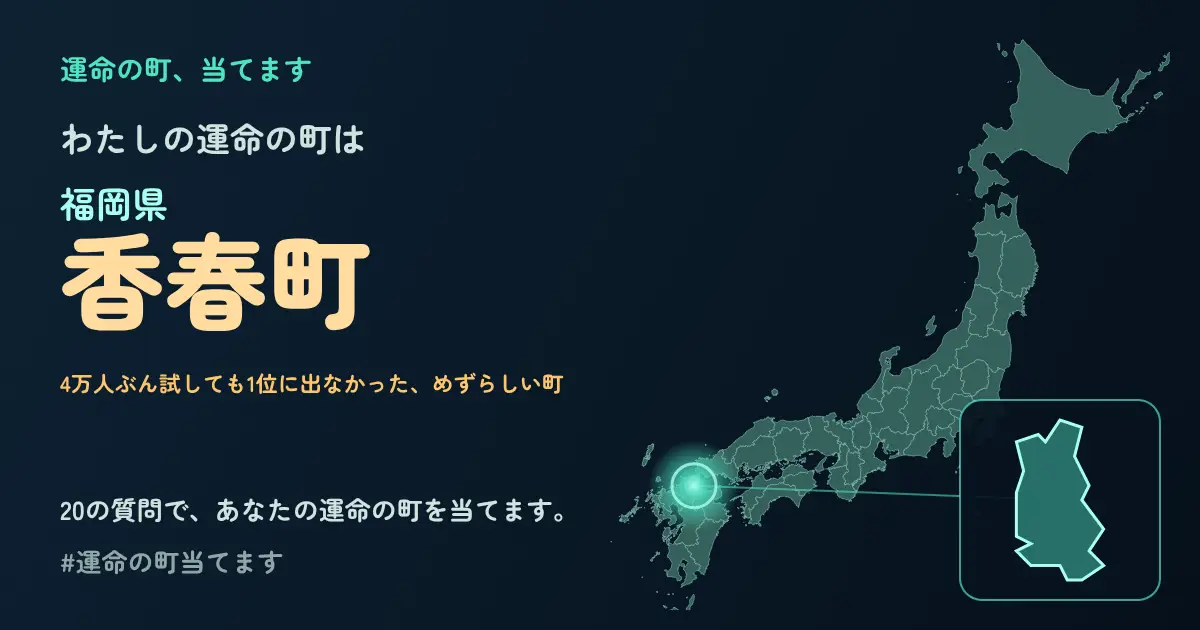 運命の町、当てます
わたしの運命の町は
福岡県
香春町
4万人ぶん試しても1位に出なかった、めずらしい町
20の質問で、あなたの運命の町を当てます。
#運命の町当てます